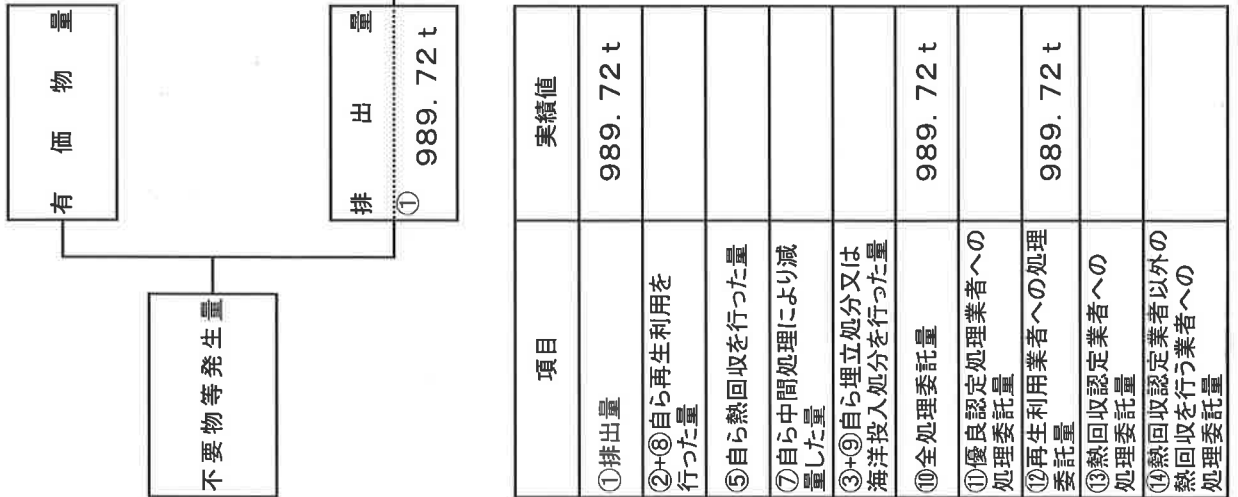 有価物量
排出量
① 989.72t
不要物等発生量
項目 実績値
①排出量 989.72t
②+⑧自ら再生利用を
行った量
⑤自ら熱回収を行った量
⑦自ら中間処理により減
量した量
③+⑨自ら埋立処分又は
海洋投入処分を行った量
⑩全処理委託量 989.72t
⑪優良認定処理業者への
処理委託量
⑫再生利用業者への処理
委託量 989.72t
⑬熱回収認定業者への
処理委託量
⑭熱回収認定業者以外の
熱回収を行う業者への
処理委託量